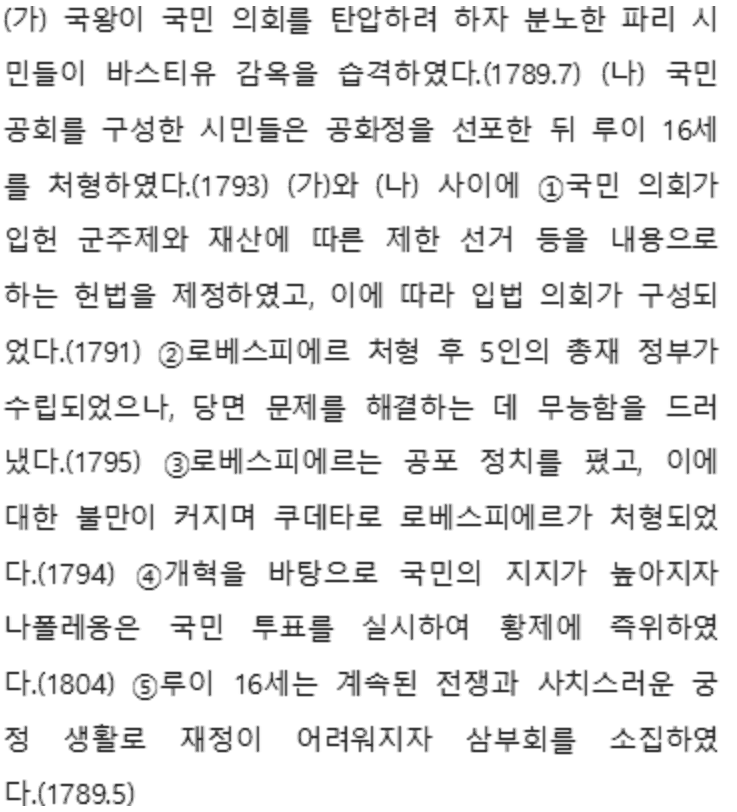 (가) 국왕이 국민 의회를 탄압하려 하자 분노한 파리 시
민들이 바스티유 감옥을 습격하였다.(1789.7) (나) 국민
공회를 구성한 시민들은 공화정을 선포한 뒤 루이 16세
를 처형하였다.(1793) (가)와 (나) 사이에 ①국민 의회가
입헌 군주제와 재산에 따른 제한 선거 등을 내용으로
하는 헌법을 제정하였고, 이에 따라 입법 의회가 구성되
었다.(1791) ②로베스피에르 처형 후 5인의 총재 정부가
수립되었으나, 당면 문제를 해결하는 데 무능함을 드러
냈다.(1795) ③로베스피에르는 공포 정치를 폈고, 이에
대한 불만이 커지며 쿠데타로 로베스피에르가 처형되었
다.(1794) ④개혁을 바탕으로 국민의 지지가 높아지자
나폴레옹은 국민 투표를 실시하여 황제에 즉위하였
다.(1804) ⑤루이 16세는 계속된 전쟁과 사치스러운 궁
정 생활로 재정이 어려워지자 삼부회를 소집하였
다.(1789.5)